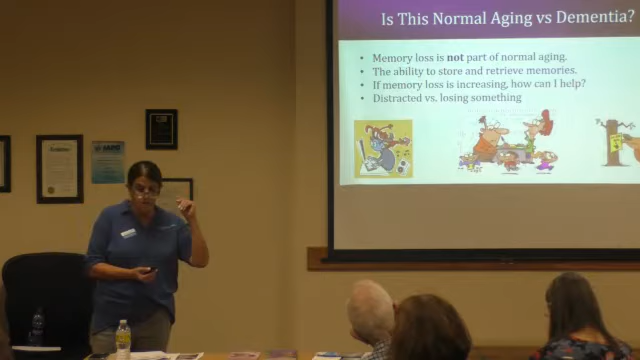 Is This Normal Aging vs Dementia?
• Memory loss is not part of normal aging.
• The ability to store and retrieve memories.
• If memory loss is increasing, how can I help?
• Distracted vs. losing something